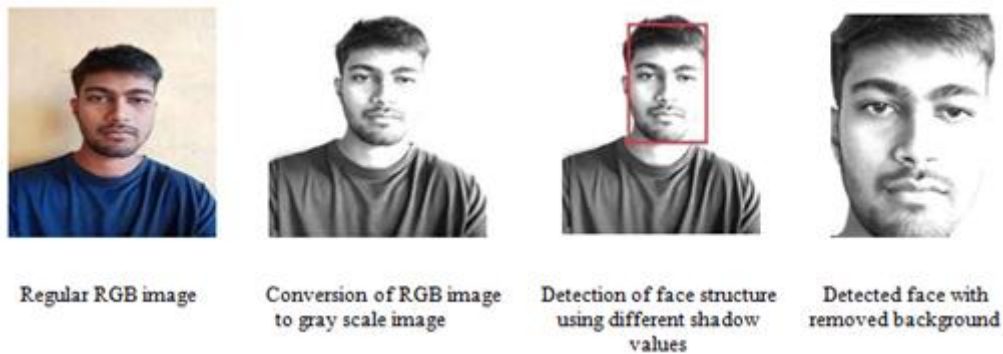 Regular RGB image
Conversion of RGB image
to gray scale image
Detection of face structure
using different shadow
values
Detected face with
removed background